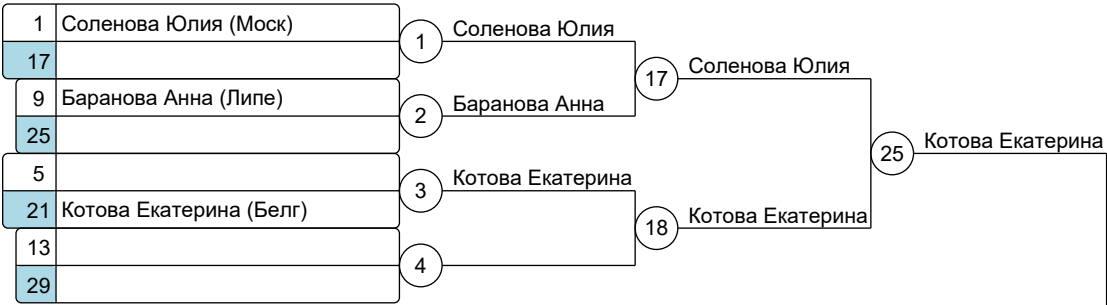 1 Соленова Юлия (Моск)
17
9 Баранова Анна (Липе)
25
5
21 Котова Екатерина (Белг)
13
29
1 Соленова Юлия
2 Баранова Анна
3 Котова Екатерина
4
17 Соленова Юлия
18 Котова Екатерина
25 Котова Екатерина